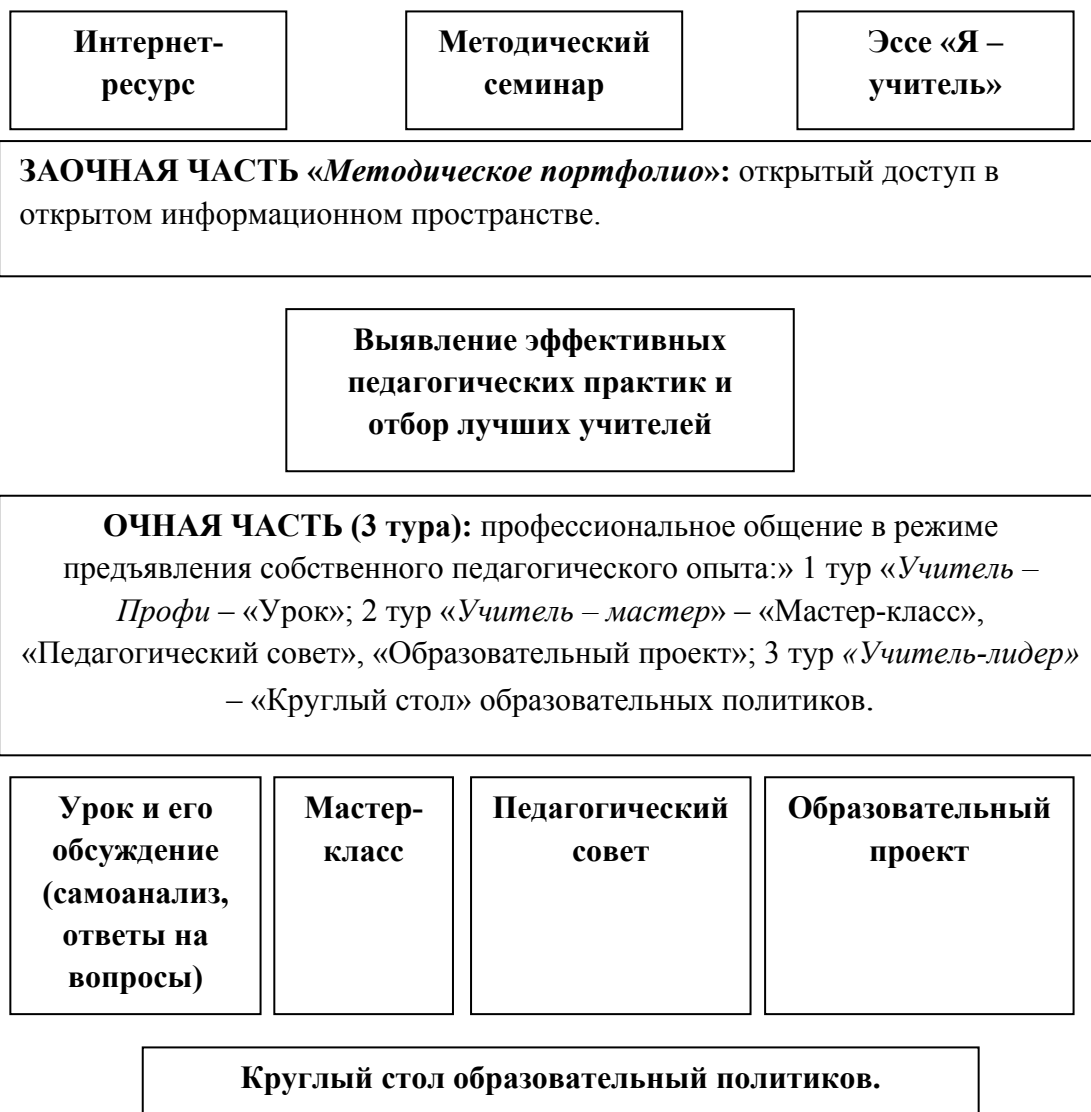 Интернет-
ресурс
Методический
семинар
Эссе «Я –
учитель»
ЗАОЧНАЯ ЧАСТЬ «Методическое портфолио»: открытый доступ в
открытом информационном пространстве.
Выявление эффективных
педагогических практик и
отбор лучших учителей
ОЧНАЯ ЧАСТЬ (3 тура): профессиональное общение в режиме
предъявления собственного педагогического опыта:» 1 тур «Учитель –
Профи – «Урок»; 2 тур «Учитель – мастер» – «Мастер-класс»,
«Педагогический совет», «Образовательный проект»; 3 тур «Учитель-лидер»
– «Круглый стол» образовательных политиков.
Урок и его
обсуждение
(самоанализ,
ответы на
вопросы)
Мастер-
класс
Педагогический
совет
Образовательный
проект
Круглый стол образовательный политиков.